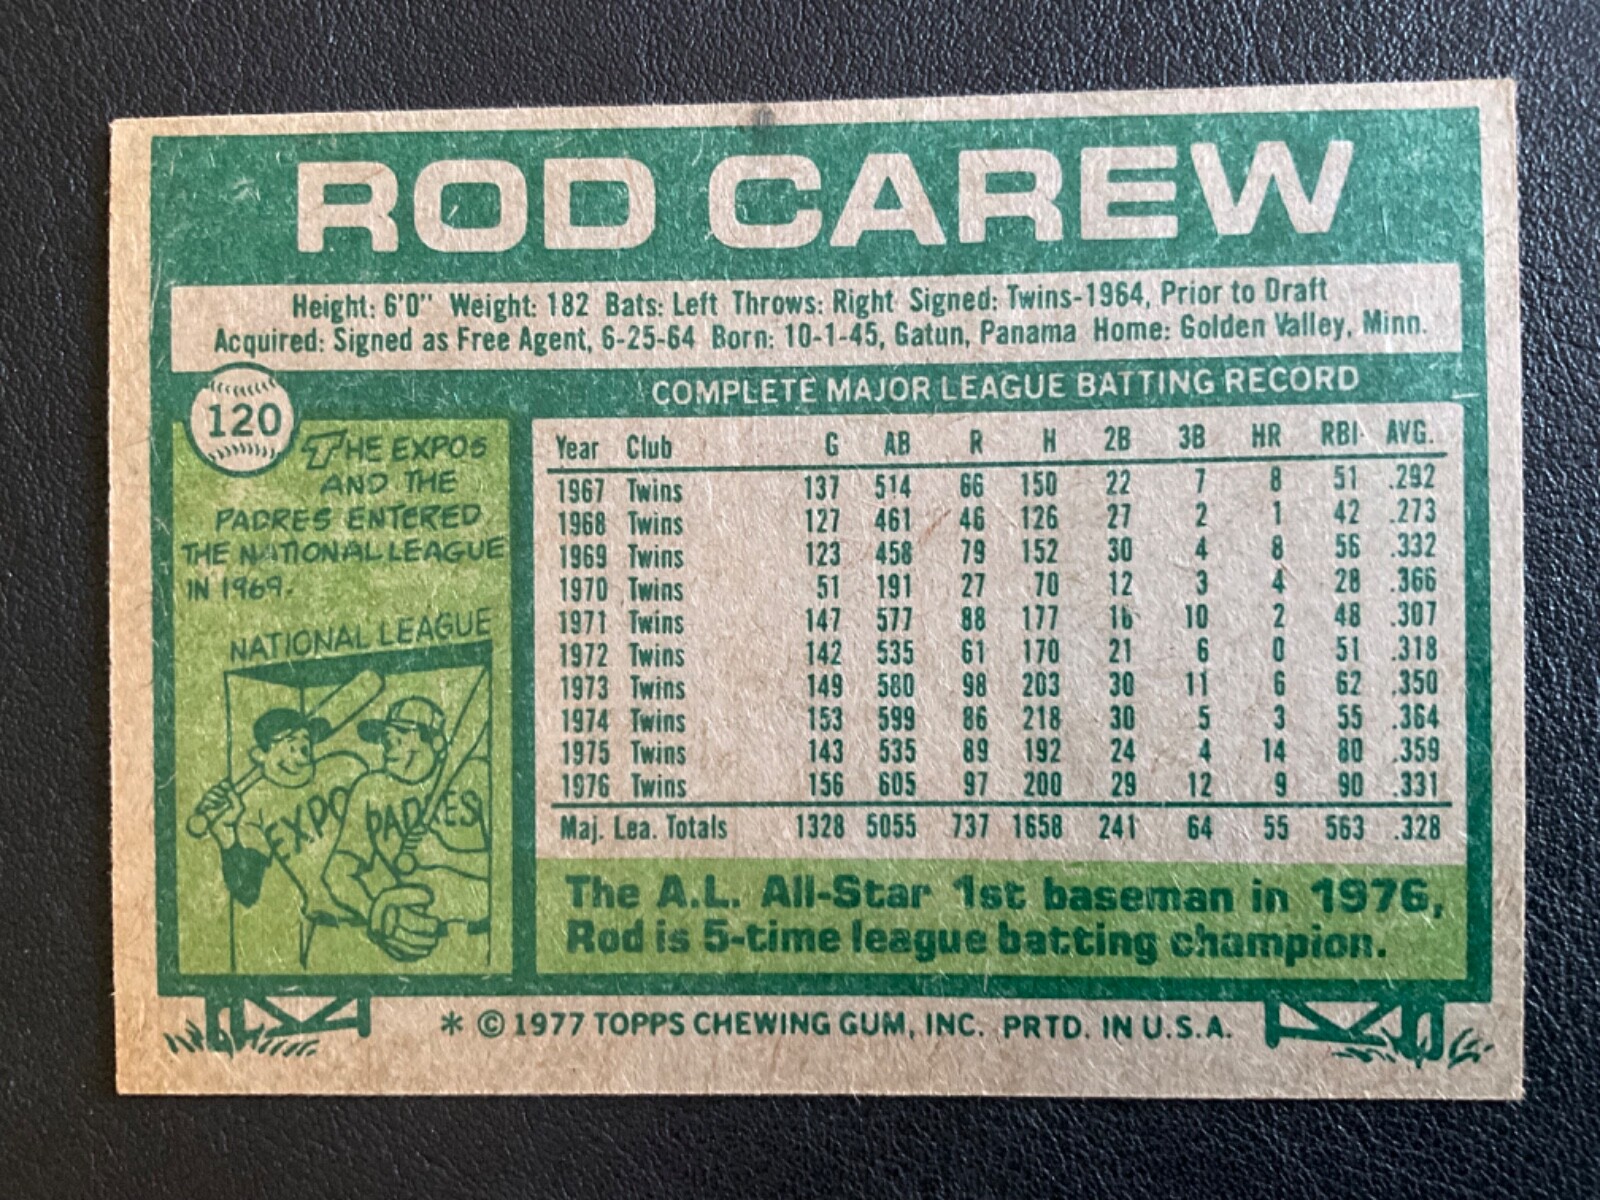 ROD CAREW
Height: 6'0" Weight: 182 Bats: Left Throws: Right Signed: Twins-1964, Prior to Draft
Acquired: Signed as Free Agent, 6-25-64 Born: 10-1-45, Gatun, Panama Home: Golden Valley, Minn.
120
THE EXPOS
AND THE
PADRES ENTERED
THE NATIONAL LEAGUE
IN 1969.
NATIONAL LEAGUE
EXPO
PADRES
COMPLETE MAJOR LEAGUE BATTING RECORD
Year Club G AB R H 2B 3B HR RBI AVG.
1967 Twins 137 514 66 150 22 7 8 51 .292
1968 Twins 127 461 46 126 27 2 1 42 .273
1969 Twins 123 458 79 152 30 4 8 56 .332
1970 Twins 51 191 27 70 12 3 4 28 .366
1971 Twins 147 577 88 177 16 10 2 48 .307
1972 Twins 142 535 61 170 21 6 0 51 .318
1973 Twins 149 580 98 203 30 11 6 62 .350
1974 Twins 153 599 86 218 30 5 3 55 .364
1975 Twins 143 535 89 192 24 4 14 80 .359
1976 Twins 156 605 97 200 29 12 9 90 .331
Maj. Lea. Totals 1328 5055 737 1658 241 64 55 563 .328
The A.L. All-Star 1st baseman in 1976,
Rod is 5-time league batting champion.
* © 1977 TOPPS CHEWING GUM, INC. PRTD. IN U.S.A.